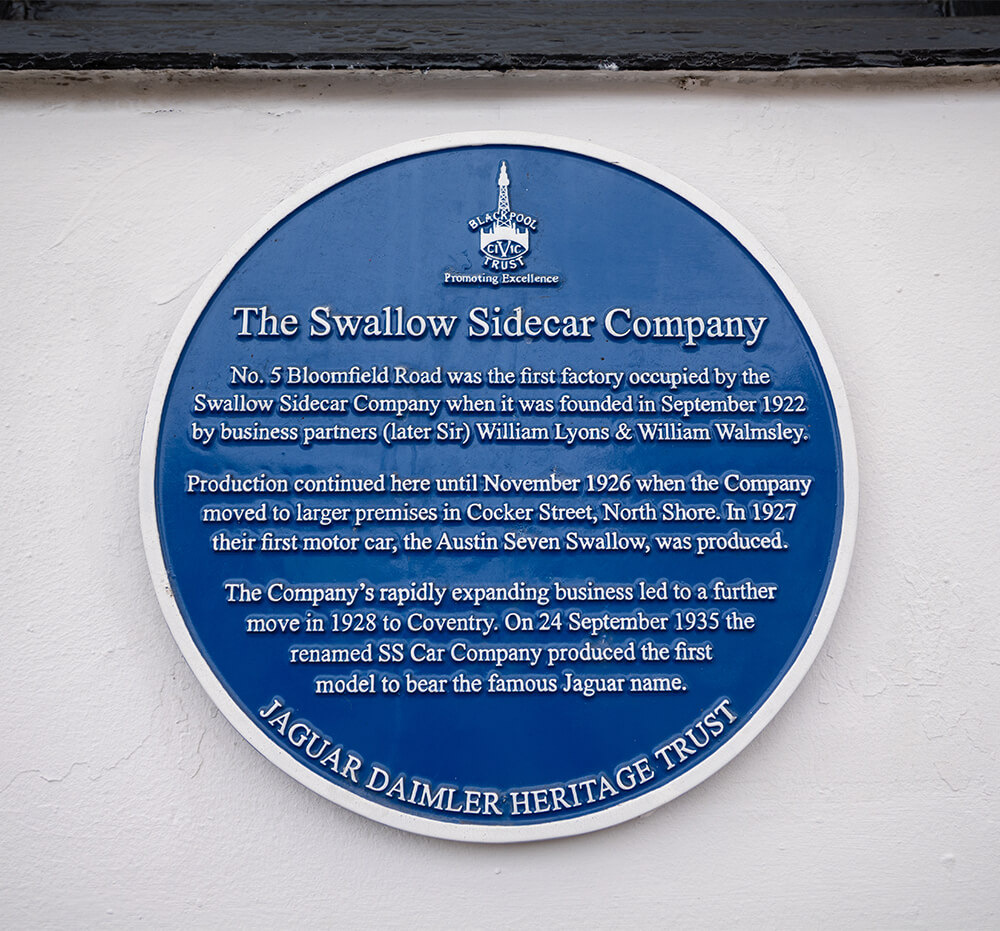 BLACKPOOL
CIVIC
TRUST
Promoting Excellence
The Swallow Sidecar Company
No. 5 Bloomfield Road was the first factory occupied by the
Swallow Sidecar Company when it was founded in September 1922
by business partners (later Sir) William Lyons & William Walmsley.
Production continued here until November 1926 when the Company
moved to larger premises in Cocker Street, North Shore. In 1927
their first motor car, the Austin Seven Swallow, was produced.
The Company's rapidly expanding business led to a further
move in 1928 to Coventry. On 24 September 1935 the
renamed SS Car Company produced the first
model to bear the famous Jaguar name.
JAGUAR DAIMLER HERITAGE TRUST